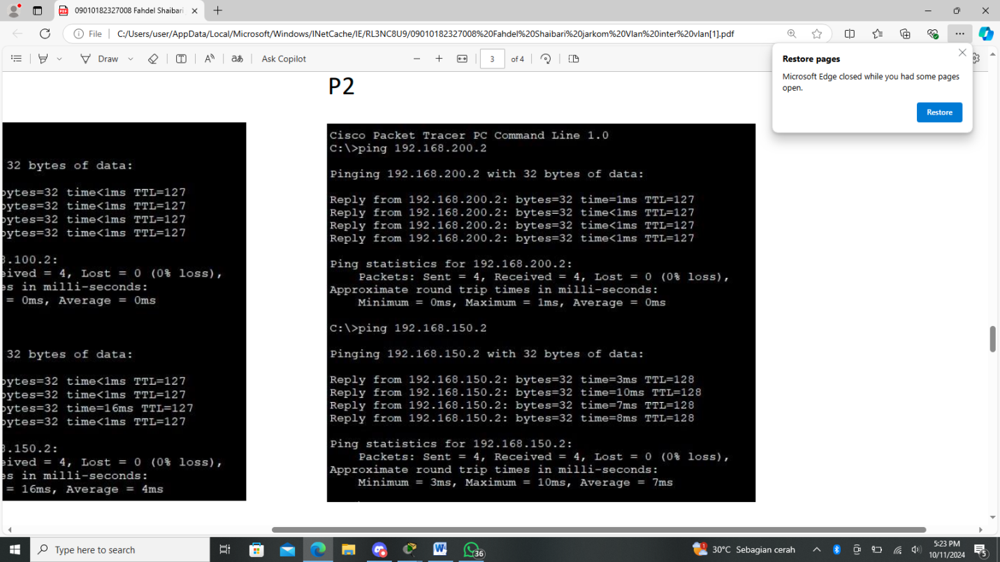 09010182327008 Fahdel Shaibari
File
C:/Users/user/AppData/Local/Microsoft/Windows/INetCache/IE/RL3NC8U9/09010182327008%20Fahdel%20Shaibari%20jarkom%20Vlan%20inter%20vlan[1].pdf
Draw
aあ
Ask Copilot
3
of 4
Restore pages
Microsoft Edge closed while you had some pages
open.
Restore
P2
32 bytes of data:
bytes=32 time<1ms TTL=127
bytes=32 time<1ms TTL=127
bytes=32 time<1ms TTL=127
bytes=32 time<1ms TTL=127
8.100.2:
eived = 4, Lost = 0 (0% loss),
es in milli-seconds:
= 0ms, Average = 0ms
32 bytes of data:
bytes=32 time<1ms TTL=127
bytes=32 time<1ms TTL=127
bytes=32 time=16ms TTL=127
bytes=32 time<1ms TTL=127
8.150.2:
eived = 4, Lost = 0 (0% loss),
es in milli-seconds:
= 16ms, Average = 4ms
Cisco Packet Tracer PC Command Line 1.0
C:\>ping 192.168.200.2
Pinging 192.168.200.2 with 32 bytes of data:
Reply from 192.168.200.2: bytes=32 time=1ms TTL=127
Reply from 192.168.200.2: bytes=32 time<1ms TTL=127
Reply from 192.168.200.2: bytes=32 time<1ms TTL=127
Reply from 192.168.200.2: bytes=32 time<1ms TTL=127
Ping statistics for 192.168.200.2:
Packets: Sent = 4, Received = 4, Lost = 0 (0% loss),
Approximate round trip times in milli-seconds:
Minimum = 0ms, Maximum = 1ms, Average = 0ms
C:\>ping 192.168.150.2
Pinging 192.168.150.2 with 32 bytes of data:
Reply from 192.168.150.2: bytes=32 time=3ms TTL=128
Reply from 192.168.150.2: bytes=32 time=10ms TTL=128
Reply from 192.168.150.2: bytes=32 time=7ms TTL=128
Reply from 192.168.150.2: bytes=32 time=8ms TTL=128
Ping statistics for 192.168.150.2:
Packets: Sent = 4, Received = 4, Lost = 0 (0% loss),
Approximate round trip times in milli-seconds:
Minimum = 3ms, Maximum = 10ms, Average = 7ms
Type here to search
36
1
30°C Sebagian cerah
5:23 PM
10/11/2024
5